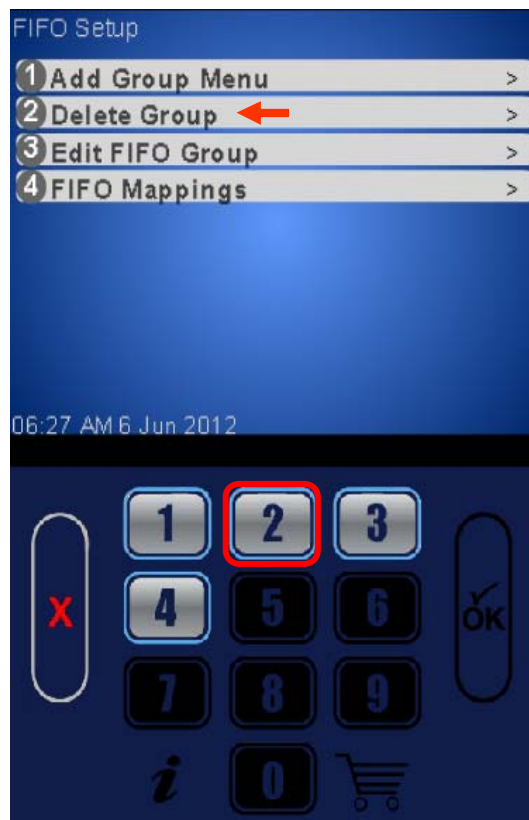 FIFO Setup
1 Add Group Menu >
2 Delete Group >
3 Edit FIFO Group >
4 FIFO Mappings >
06:27 AM 6 Jun 2012
1 2 3
X 4 5 6 OK
7 8 9
i 0